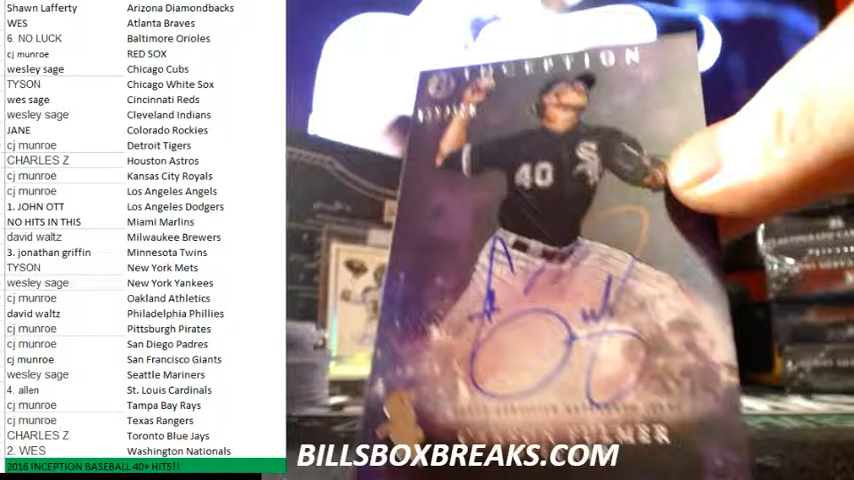 Shawn Lafferty Arizona Diamondbacks
WES Atlanta Braves
6. NO LUCK Baltimore Orioles
cj munroe RED SOX
wesley sage Chicago Cubs
TYSON Chicago White Sox
wes sage Cincinnati Reds
wesley sage Cleveland Indians
JANE Colorado Rockies
cj munroe Detroit Tigers
CHARLES Z Houston Astros
cj munroe Kansas City Royals
cj munroe Los Angeles Angels
1. JOHN OTT Los Angeles Dodgers
NO HITS IN THIS Miami Marlins
david waltz Milwaukee Brewers
3. jonathan griffin Minnesota Twins
TYSON New York Mets
wesley sage New York Yankees
cj munroe Oakland Athletics
david waltz Philadelphia Phillies
cj munroe Pittsburgh Pirates
cj munroe San Diego Padres
cj munroe San Francisco Giants
wesley sage Seattle Mariners
4. allen St. Louis Cardinals
cj munroe Tampa Bay Rays
cj munroe Texas Rangers
CHARLES Z Toronto Blue Jays
2. WES Washington Nationals
2016 INCEPTION BASEBALL 40+ HITS!!
INCEPTION
40
BILLSBOXBREAKS.COM